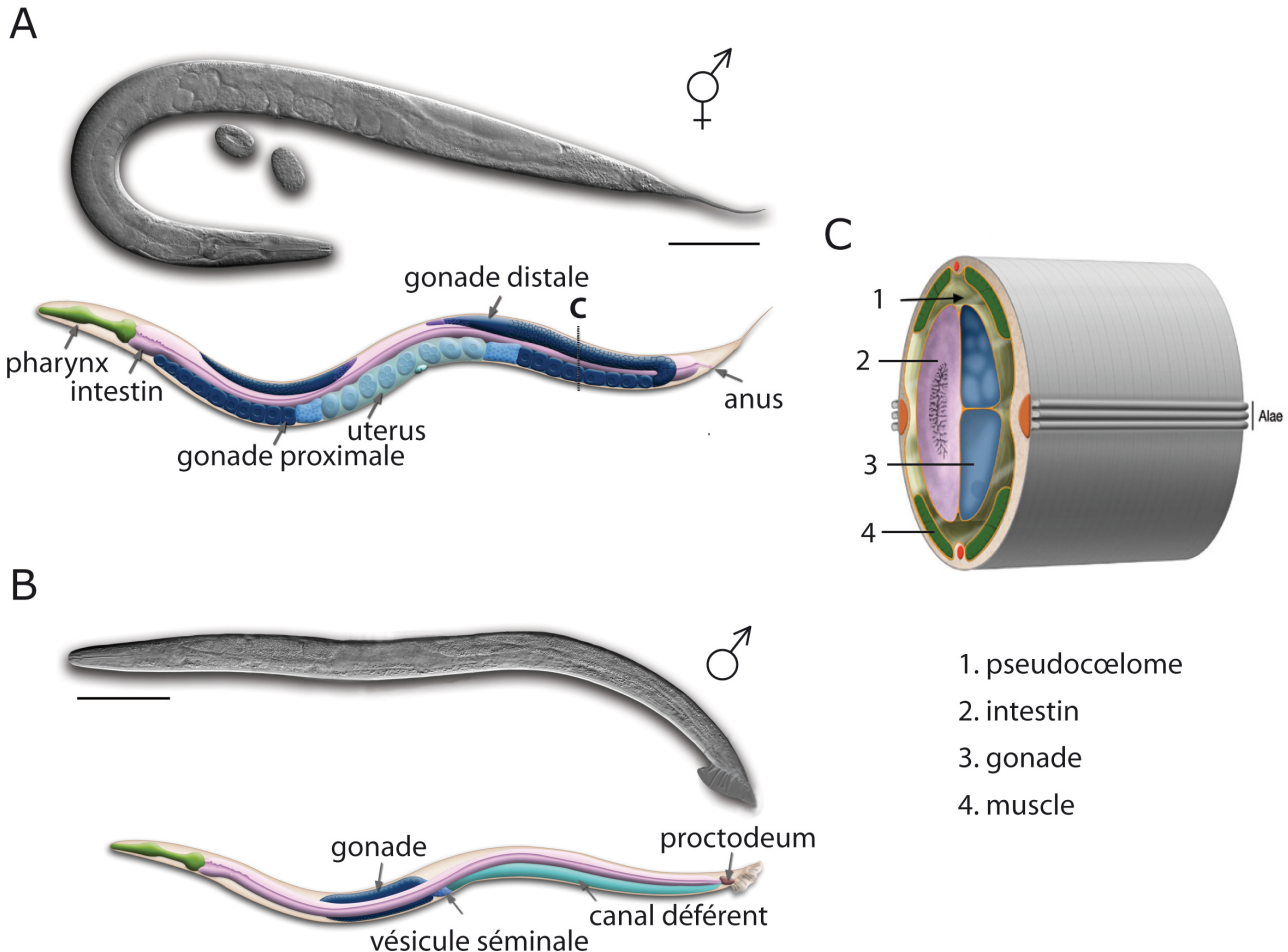 A
gonade distale
C
pharynx
intestin
uterus
gonade proximale
anus
C
1
2
3
4
Alae
B
gonade
proctodeum
canal déférent
vésicule séminale
1. pseudocœlome
2. intestin
3. gonade
4. muscle